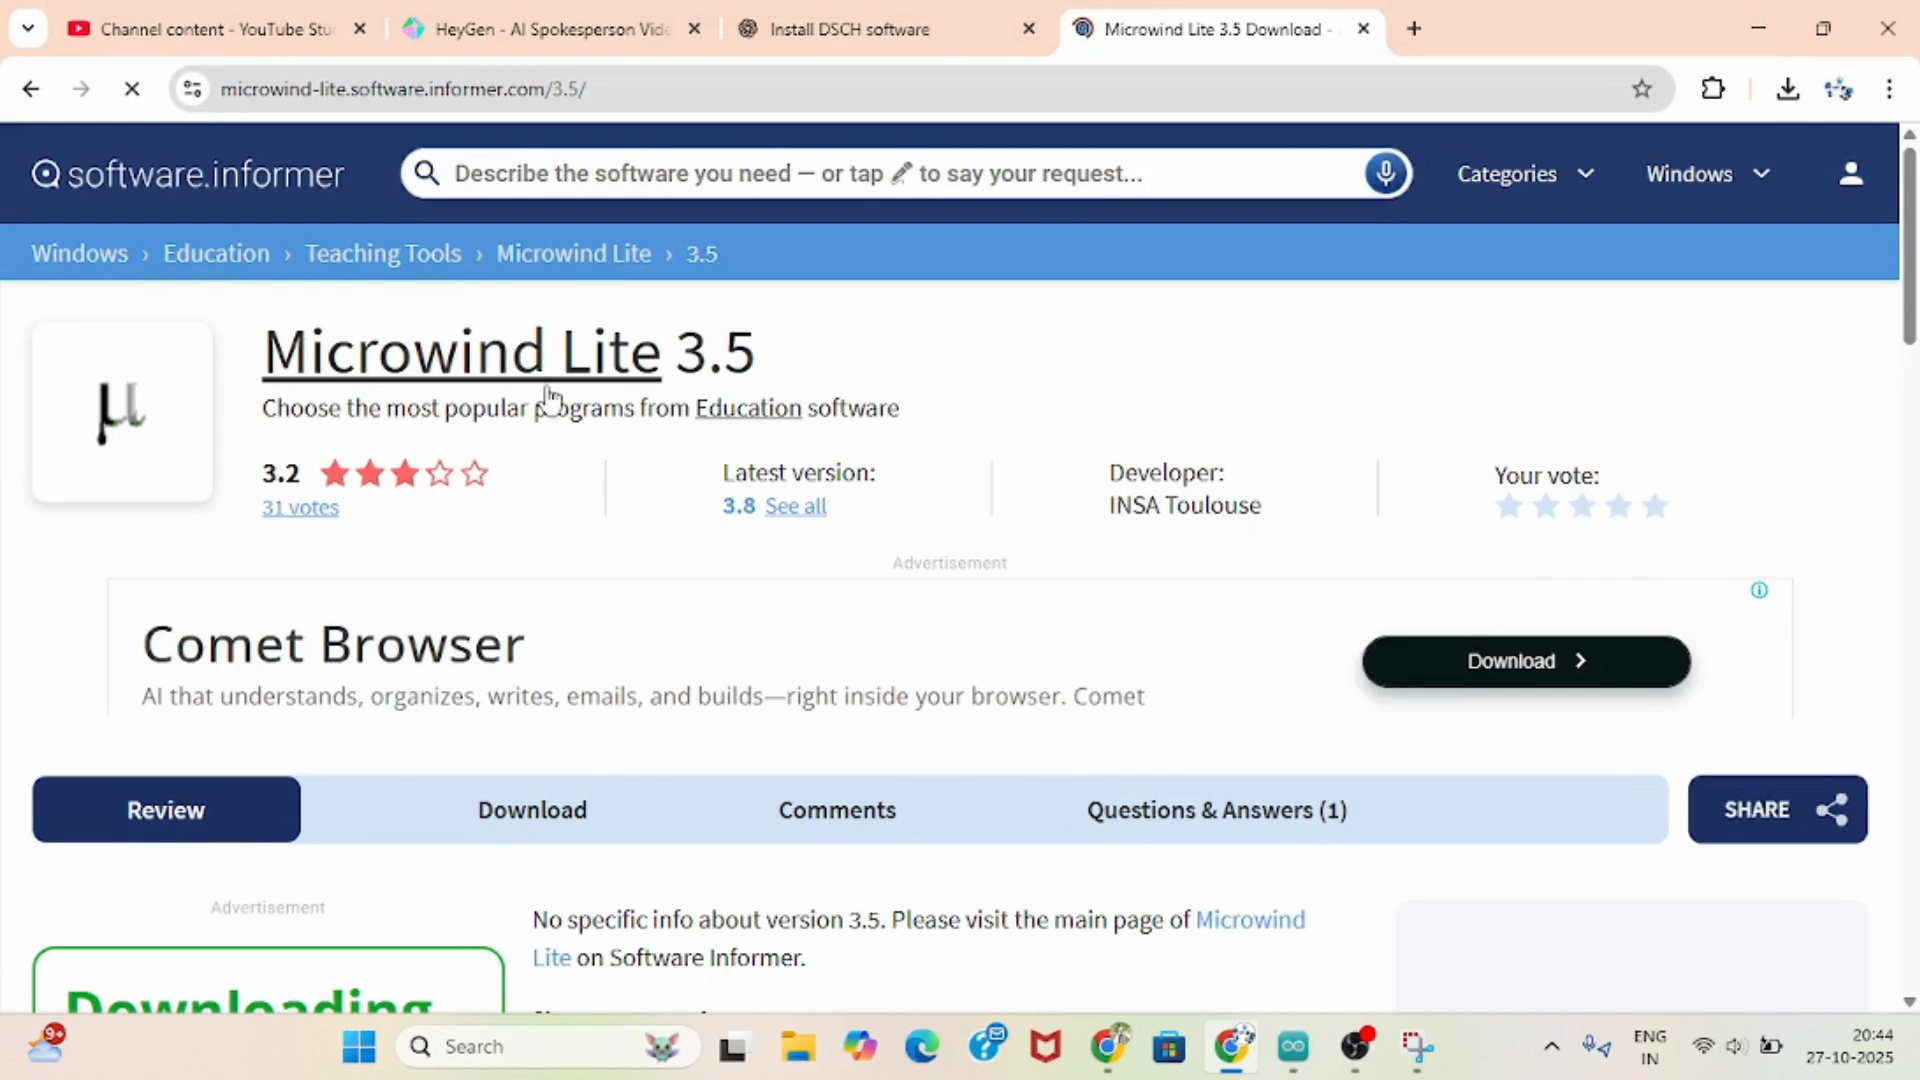 Channel content - YouTube Stu
HeyGen - AI Spokesperson Vide
Install DSCH software
Microwind Lite 3.5 Download -
microwind-lite.software.informer.com/3.5/
software.informer
Describe the software you need — or tap to say your request...
Categories
Windows
Windows › Education › Teaching Tools › Microwind Lite › 3.5
µ
Microwind Lite 3.5
Choose the most popular programs from Education software
3.2
31 votes
Latest version:
3.8 See all
Developer:
INSA Toulouse
Your vote:
Advertisement
Comet Browser
AI that understands, organizes, writes, emails, and builds—right inside your browser. Comet
Download
Review
Download
Comments
Questions & Answers (1)
SHARE
Advertisement
Downloading
No specific info about version 3.5. Please visit the main page of Microwind
Lite on Software Informer.
9+
Search
ENG
IN
20:44
27-10-2025